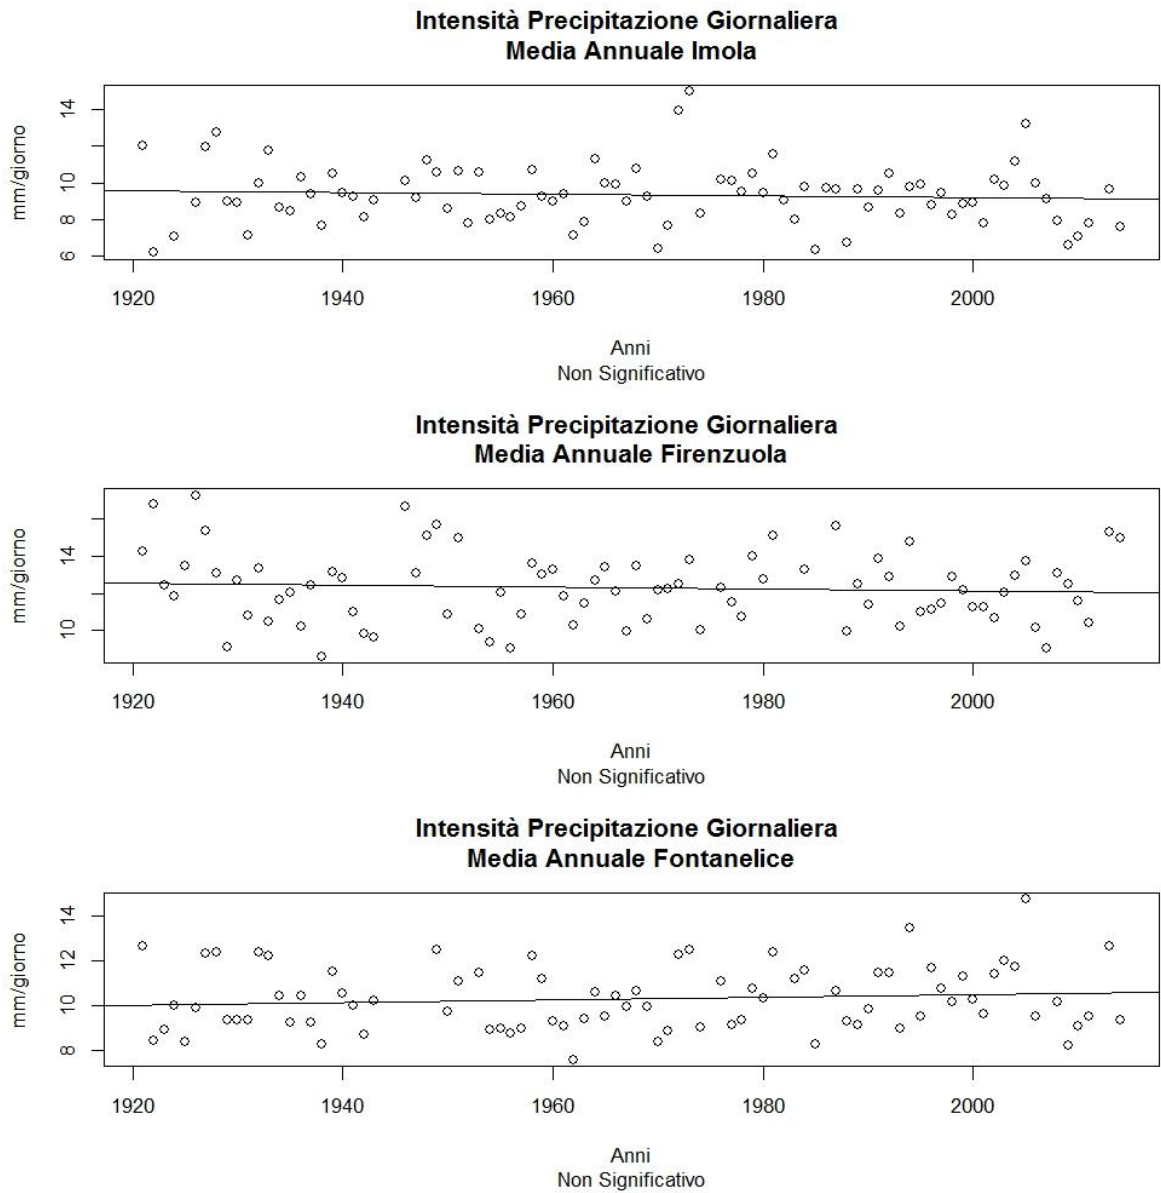 Intensità Precipitazione Giornaliera
Media Annuale Imola
mm/giorno
14
10
8
6
1920 1940 1960 1980 2000
Anni
Non Significativo
Intensità Precipitazione Giornaliera
Media Annuale Firenzuola
mm/giorno
14
10
1920 1940 1960 1980 2000
Anni
Non Significativo
Intensità Precipitazione Giornaliera
Media Annuale Fontanelice
mm/giorno
14
12
10
8
1920 1940 1960 1980 2000
Anni
Non Significativo